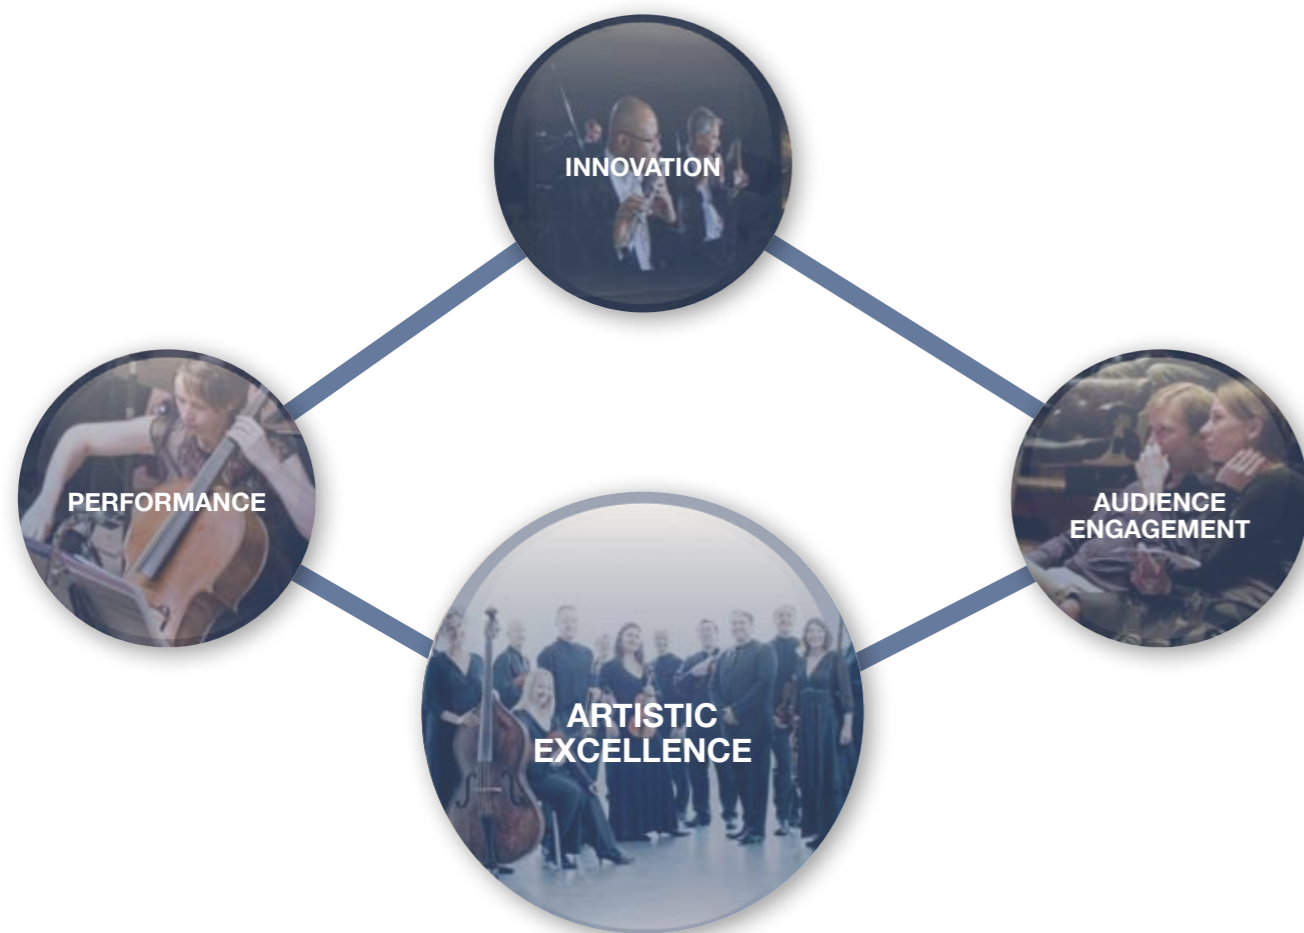 INNOVATION
PERFORMANCE
AUDIENCE
ENGAGEMENT
ARTISTIC
EXCELLENCE